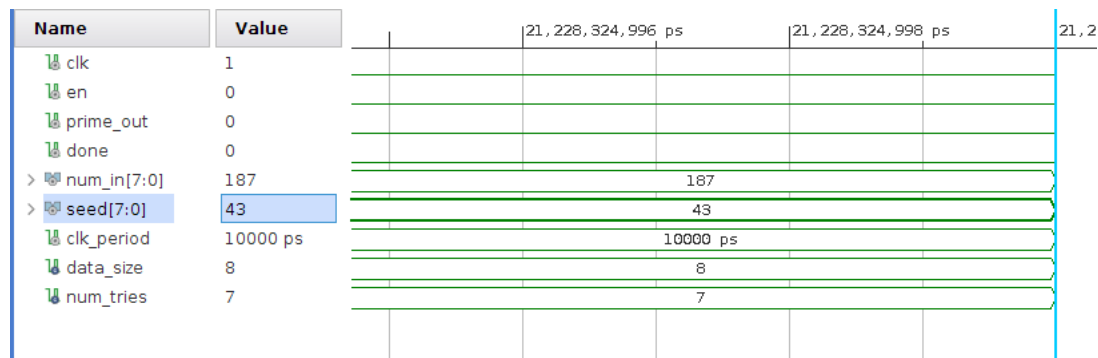 Name Value 21,228,324,996 ps 21,228,324,998 ps 21,2
clk 1
en 0
prime_out 0
done 0
> num_in[7:0] 187 187
> seed[7:0] 43 43
clk_period 10000 ps 10000 ps
data_size 8 8
num_tries 7 7